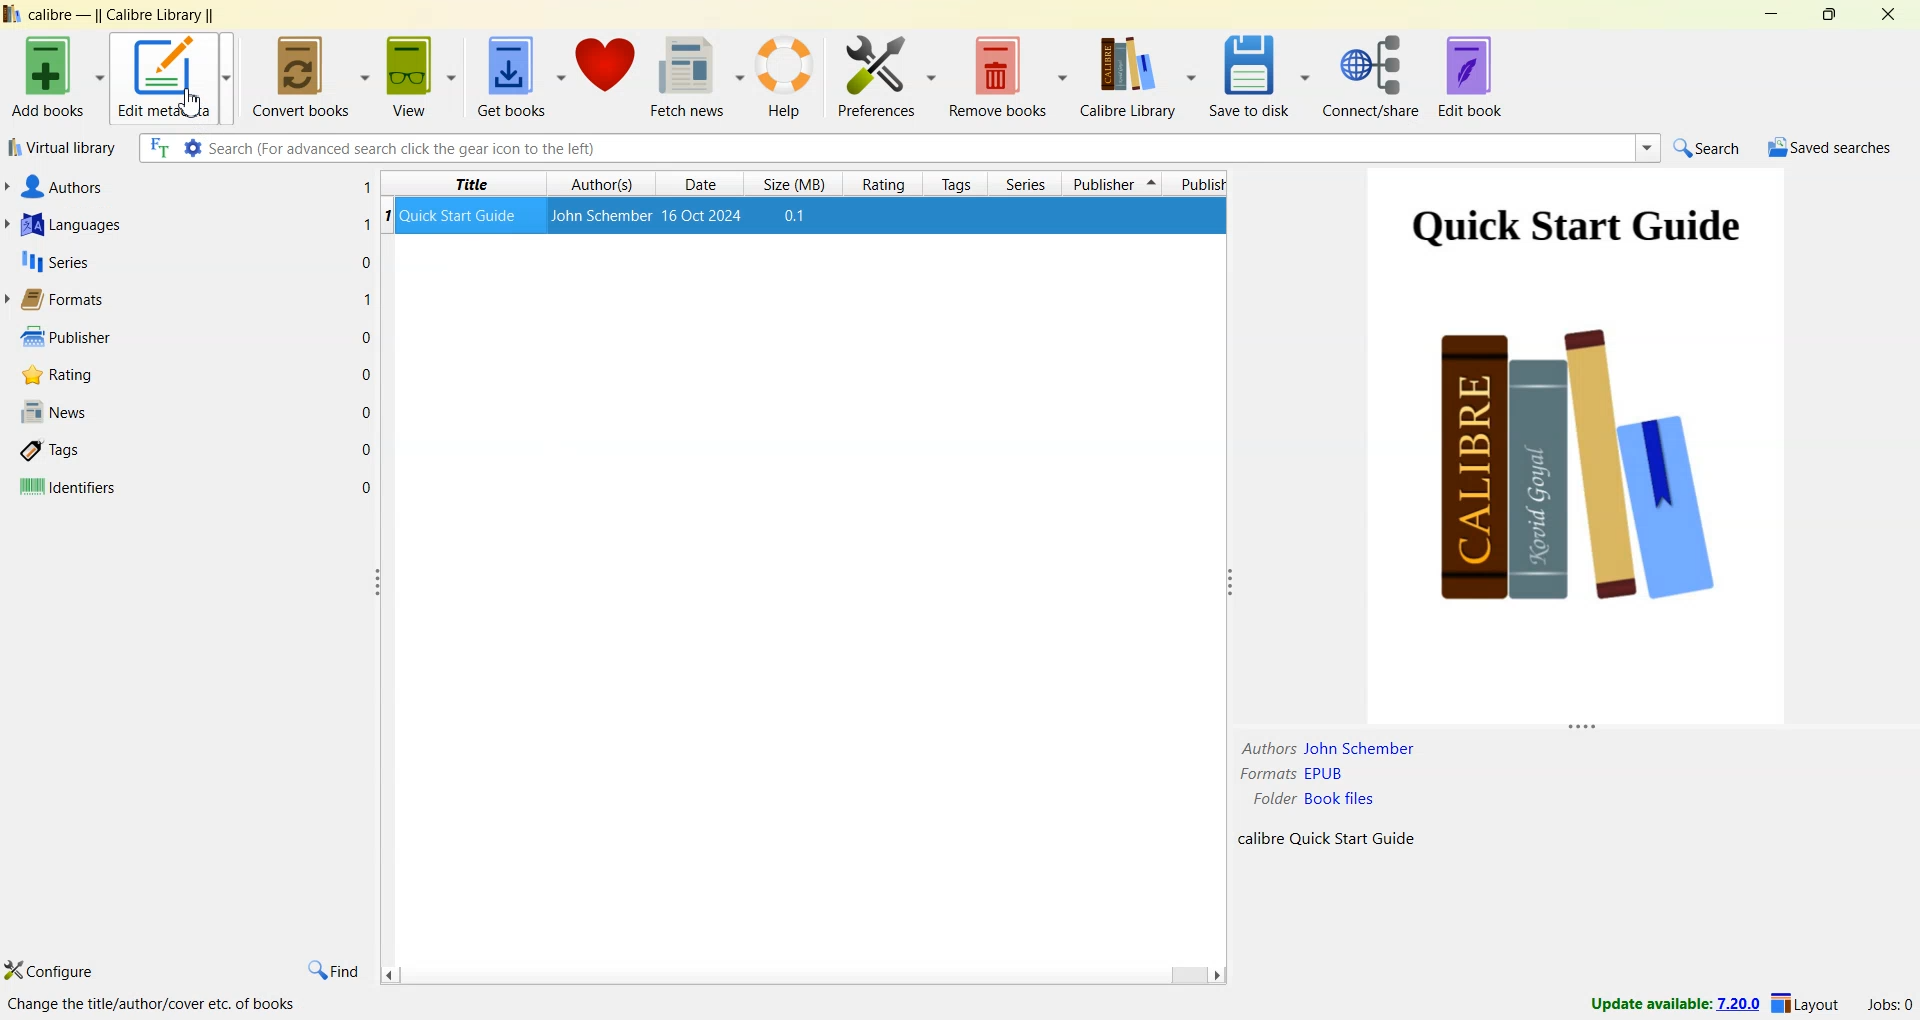 calibre — || Calibre Library ||
Add books
Edit metadata
Convert books
View
Get books
Fetch news
Help
Preferences
Remove books
Calibre Library
Save to disk
Connect/share
Edit book
Virtual library
Search (For advanced search click the gear icon to the left)
Search
Saved searches
Authors 1
Languages 1
Series 0
Formats 1
Publisher 0
Rating 0
News 0
Tags 0
Identifiers 0
Title Author(s) Date Size (MB) Rating Tags Series Publisher Publish
1 Quick Start Guide John Schember 16 Oct 2024 0.1
Quick Start Guide
CALIBRE
Kovid Goyal
Authors John Schember
Formats EPUB
Folder Book files
calibre Quick Start Guide
Configure
Find
Change the title/author/cover etc. of books
Update available: 7.20.0
Layout
Jobs: 0